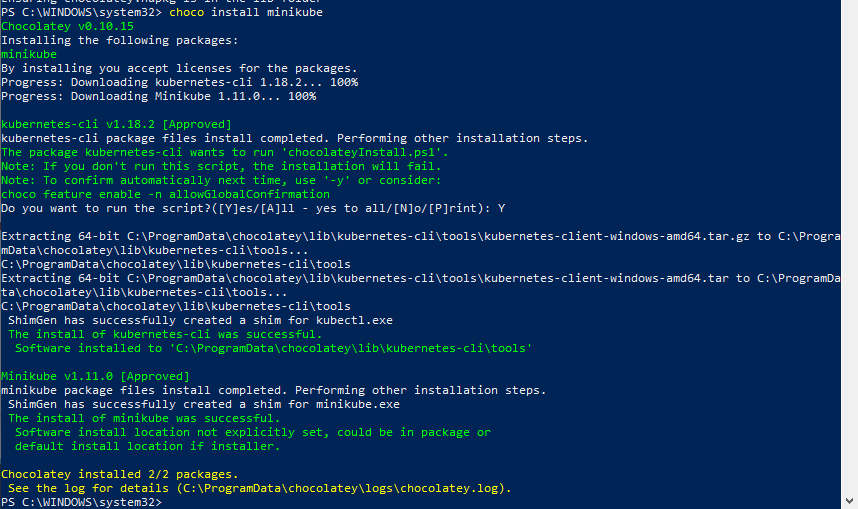 PS C:\WINDOWS\system32> choco install minikube
Chocolatey v0.10.15
Installing the following packages:
minikube
By installing you accept licenses for the packages.
Progress: Downloading kubernetes-cli 1.18.2... 100%
Progress: Downloading Minikube 1.11.0... 100%
kubernetes-cli v1.18.2 [Approved]
kubernetes-cli package files install completed. Performing other installation steps.
The package kubernetes-cli wants to run 'chocolateyInstall.ps1'.
Note: If you don't run this script, the installation will fail.
Note: To confirm automatically next time, use '-y' or consider:
choco feature enable -n allowGlobalConfirmation
Do you want to run the script?([Y]es/[A]ll - yes to all/[N]o/[P]rint): Y
Extracting 64-bit C:\ProgramData\chocolatey\lib\kubernetes-cli\tools\kubernetes-client-windows-amd64.tar.gz to C:\Progra
mData\chocolatey\lib\kubernetes-cli\tools...
C:\ProgramData\chocolatey\lib\kubernetes-cli\tools
Extracting 64-bit C:\ProgramData\chocolatey\lib\kubernetes-cli\tools\kubernetes-client-windows-amd64.tar to C:\ProgramDa
ta\chocolatey\lib\kubernetes-cli\tools...
C:\ProgramData\chocolatey\lib\kubernetes-cli\tools
ShimGen has successfully created a shim for kubectl.exe
The install of kubernetes-cli was successful.
Software installed to 'C:\ProgramData\chocolatey\lib\kubernetes-cli\tools'
Minikube v1.11.0 [Approved]
minikube package files install completed. Performing other installation steps.
ShimGen has successfully created a shim for minikube.exe
The install of minikube was successful.
Software install location not explicitly set, could be in package or
default install location if installer.
Chocolatey installed 2/2 packages.
See the log for details (C:\ProgramData\chocolatey\logs\chocolatey.log).
PS C:\WINDOWS\system32>